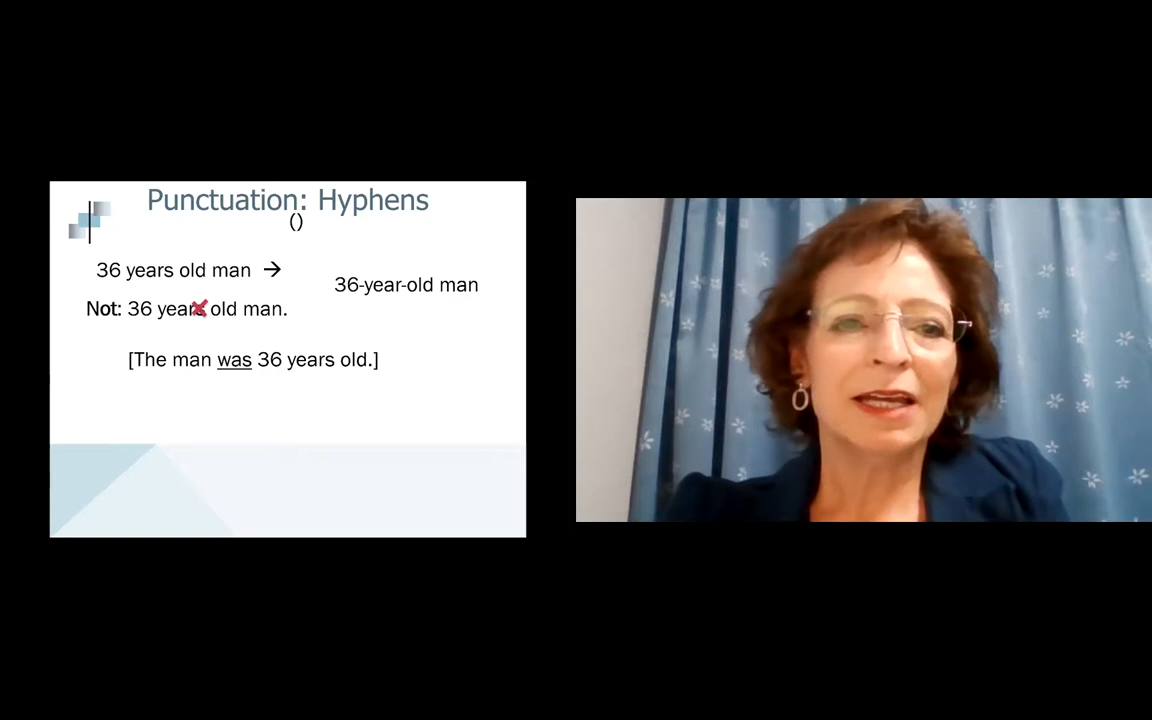 Punctuation: Hyphens
()
36 years old man →
36-year-old man
Not: 36 years old man.
[The man was 36 years old.]